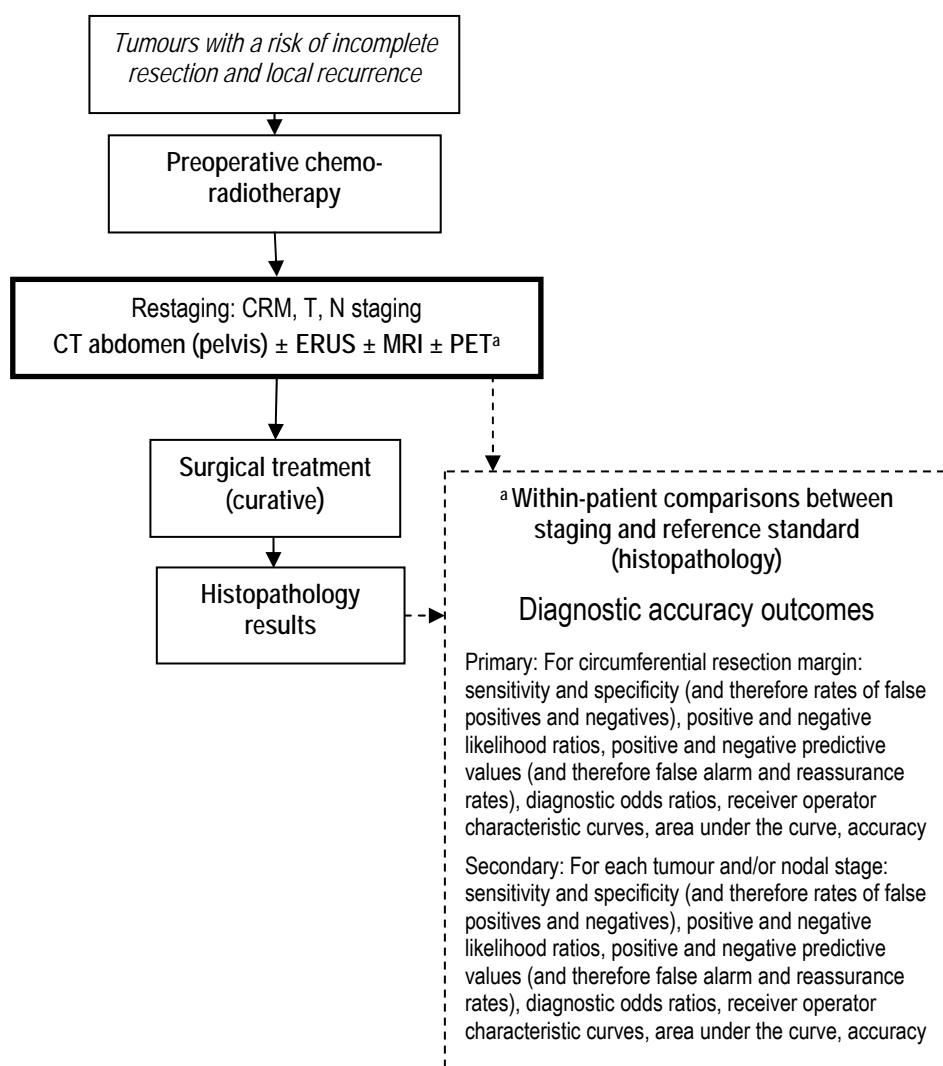 Tumours with a risk of incomplete
resection and local recurrence
Preoperative chemo-
radiotherapy
Restaging: CRM, T, N staging
CT abdomen (pelvis) ± ERUS ± MRI ± PETᵃ
Surgical treatment
(curative)
Histopathology
results
ᵃ Within-patient comparisons between
staging and reference standard
(histopathology)
Diagnostic accuracy outcomes
Primary: For circumferential resection margin:
sensitivity and specificity (and therefore rates of false
positives and negatives), positive and negative
likelihood ratios, positive and negative predictive
values (and therefore false alarm and reassurance
rates), diagnostic odds ratios, receiver operator
characteristic curves, area under the curve, accuracy
Secondary: For each tumour and/or nodal stage:
sensitivity and specificity (and therefore rates of false
positives and negatives), positive and negative
likelihood ratios, positive and negative predictive
values (and therefore false alarm and reassurance
rates), diagnostic odds ratios, receiver operator
characteristic curves, area under the curve, accuracy